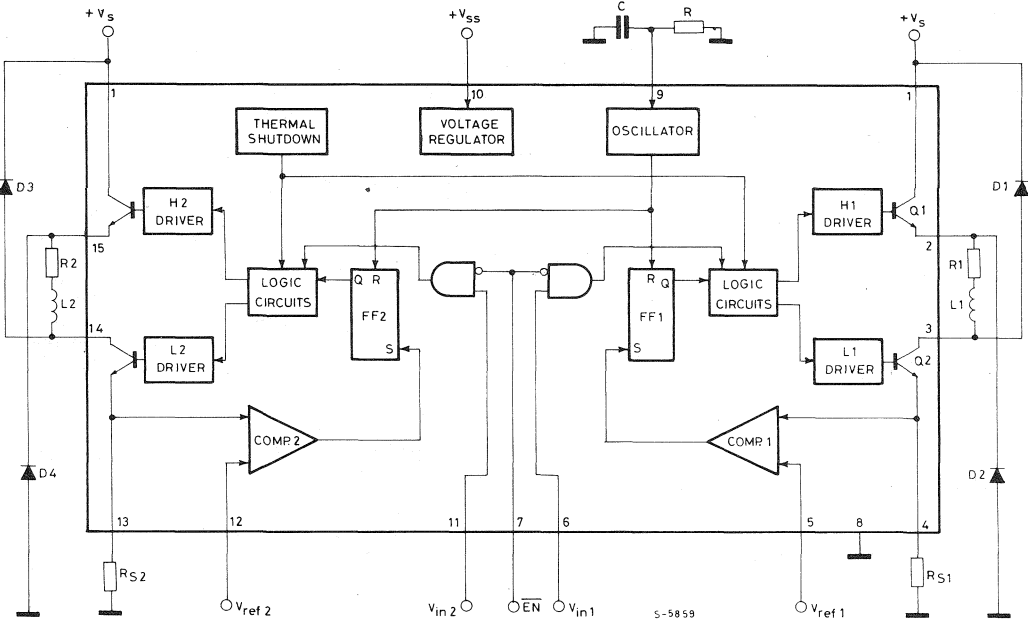 +Vs
+Vss
C
R
+Vs
1
10
9
1
THERMAL
SHUTDOWN
VOLTAGE
REGULATOR
OSCILLATOR
D3
H2
DRIVER
H1
DRIVER
Q1
D1
15
2
R2
L2
LOGIC
CIRCUITS
Q R
FF2
S
R Q
FF1
S
LOGIC
CIRCUITS
R1
L1
14
3
L2
DRIVER
L1
DRIVER
Q2
COMP.2
COMP.1
D4
D2
13
12
11
7
6
5
8
4
RS2
RS1
Vref 2
Vin 2
EN
Vin 1
S-5859
Vref 1